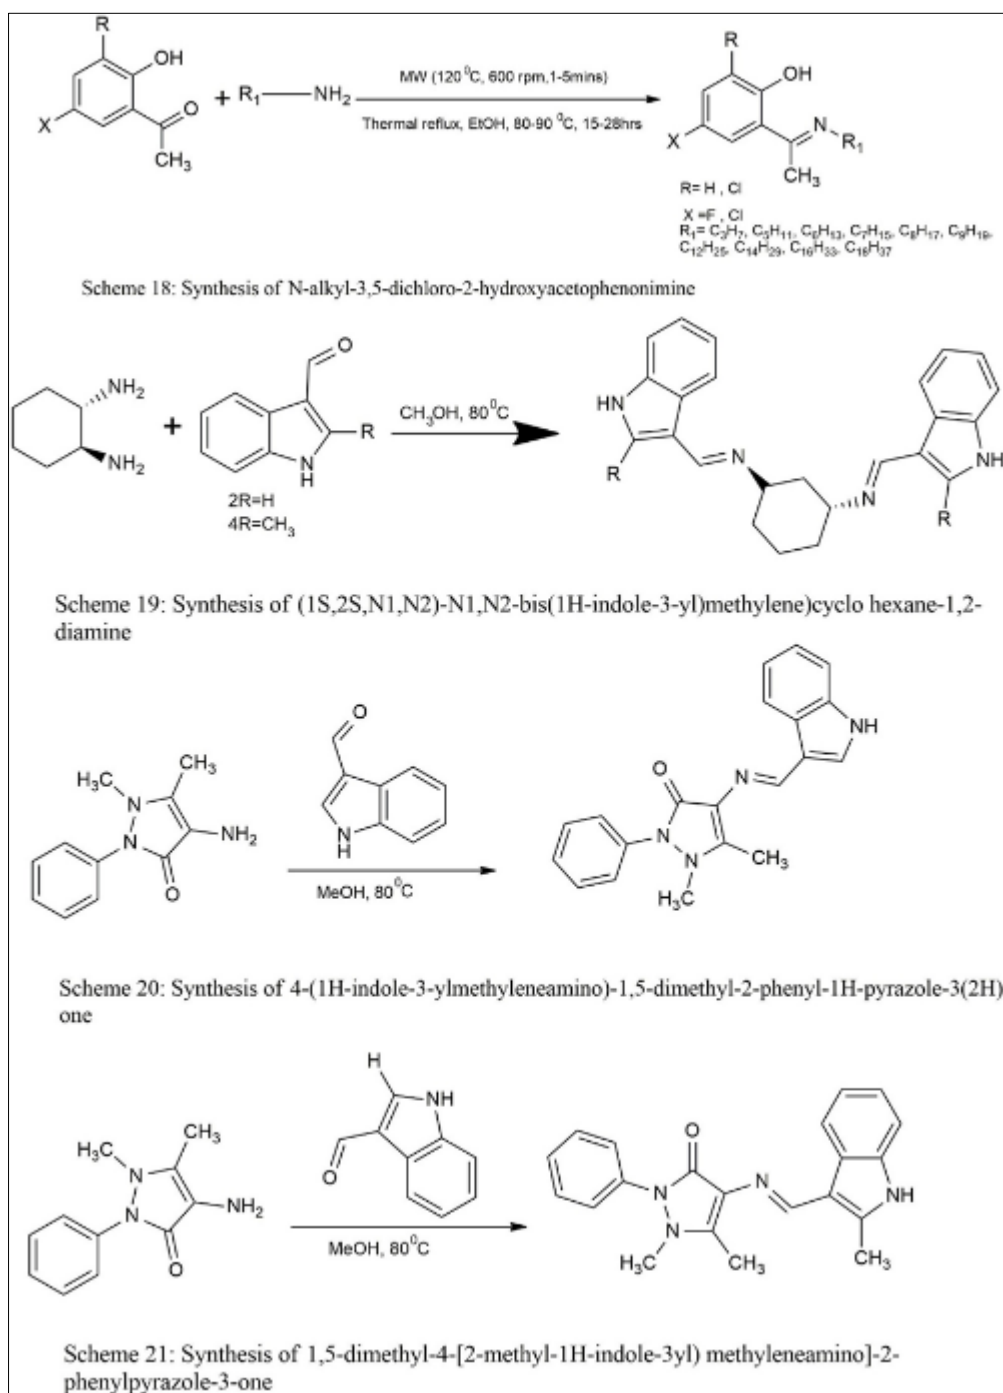 R
OH
X
O
CH3
+
R1—NH2
MW (120 ⁰C, 600 rpm,1-5mins)
Thermal reflux, EtOH, 80-90 ⁰C, 15-28hrs
R
OH
X
N
R1
CH3
R= H , Cl
X =F , Cl
R1= C3H7, C5H11, C6H13, C7H15, C8H17, C9H19,
C12H25, C14H29, C16H33, C18H37
Scheme 18: Synthesis of N-alkyl-3,5-dichloro-2-hydroxyacetophenonimine
NH2
NH2
+
O
R
N
H
2R=H
4R=CH3
CH3OH, 80⁰C
HN
R
N
N
NH
R
Scheme 19: Synthesis of (1S,2S,N1,N2)-N1,N2-bis(1H-indole-3-yl)methylene)cyclo hexane-1,2-
diamine
H3C
CH3
N
N
NH2
O
O
N
H
MeOH, 80⁰C
NH
N
O
N
N
CH3
H3C
Scheme 20: Synthesis of 4-(1H-indole-3-ylmethyleneamino)-1,5-dimethyl-2-phenyl-1H-pyrazole-3(2H)
one
H3C
CH3
N
N
NH2
O
H
NH
O
MeOH, 80⁰C
O
N
N
N
H3C
CH3
NH
CH3
Scheme 21: Synthesis of 1,5-dimethyl-4-[2-methyl-1H-indole-3yl) methyleneamino]-2-
phenylpyrazole-3-one